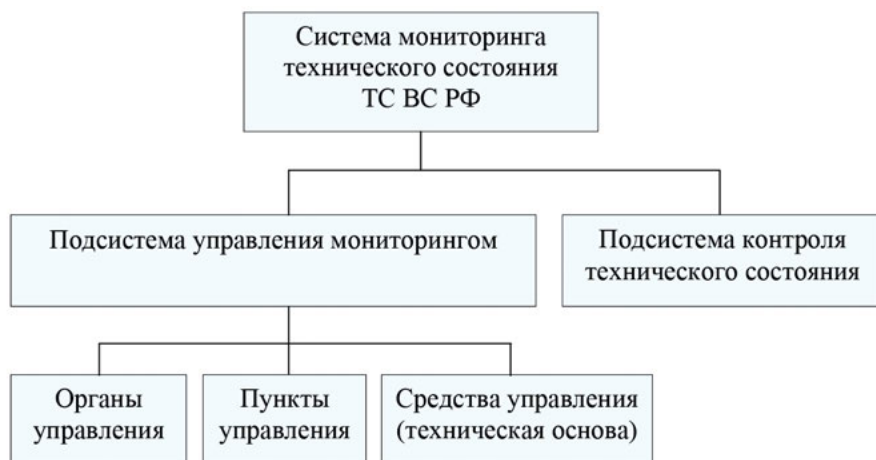 Система мониторинга
технического состояния
ТС ВС РФ
Подсистема управления мониторингом
Подсистема контроля
технического состояния
Органы
управления
Пункты
управления
Средства управления
(техническая основа)